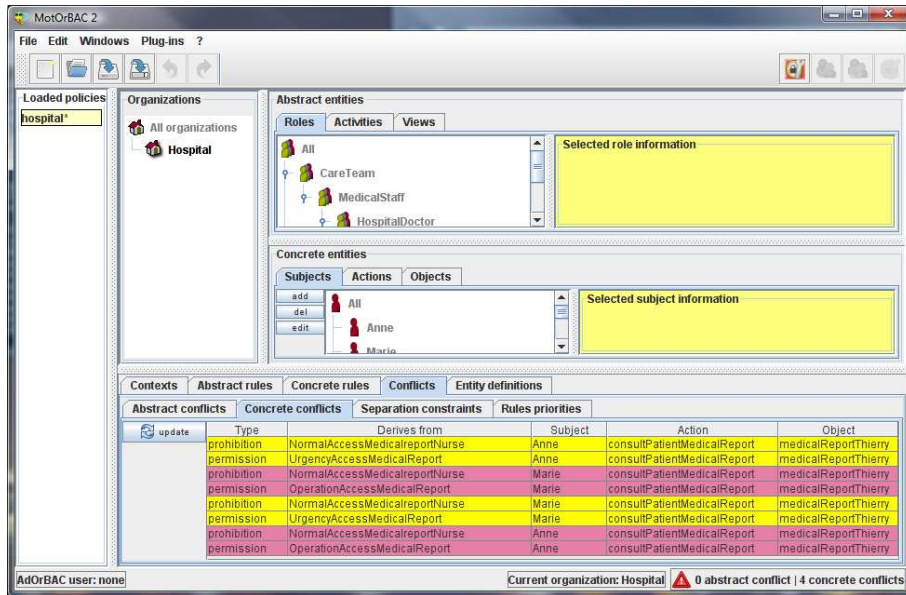 MotOrBAC 2
File Edit Windows Plug-ins ?
Loaded policies
hospital*
Organizations
All organizations
Hospital
Abstract entities
Roles Activities Views
All
CareTeam
MedicalStaff
HospitalDoctor
Selected role information
Concrete entities
Subjects Actions Objects
add
del
edit
All
Anne
Marie
Selected subject information
Contexts Abstract rules Concrete rules Conflicts Entity definitions
Abstract conflicts Concrete conflicts Separation constraints Rules priorities
update
Type Derives from Subject Action Object
prohibition NormalAccessMedicalreportNurse Anne consultPatientMedicalReport medicalReportThierry
permission UrgencyAccessMedicalReport Anne consultPatientMedicalReport medicalReportThierry
prohibition NormalAccessMedicalreportNurse Marie consultPatientMedicalReport medicalReportThierry
permission OperationAccessMedicalReport Marie consultPatientMedicalReport medicalReportThierry
prohibition NormalAccessMedicalreportNurse Marie consultPatientMedicalReport medicalReportThierry
permission UrgencyAccessMedicalReport Marie consultPatientMedicalReport medicalReportThierry
prohibition NormalAccessMedicalreportNurse Anne consultPatientMedicalReport medicalReportThierry
permission OperationAccessMedicalReport Anne consultPatientMedicalReport medicalReportThierry
AdOrBAC user: none
Current organization: Hospital
0 abstract conflict | 4 concrete conflicts